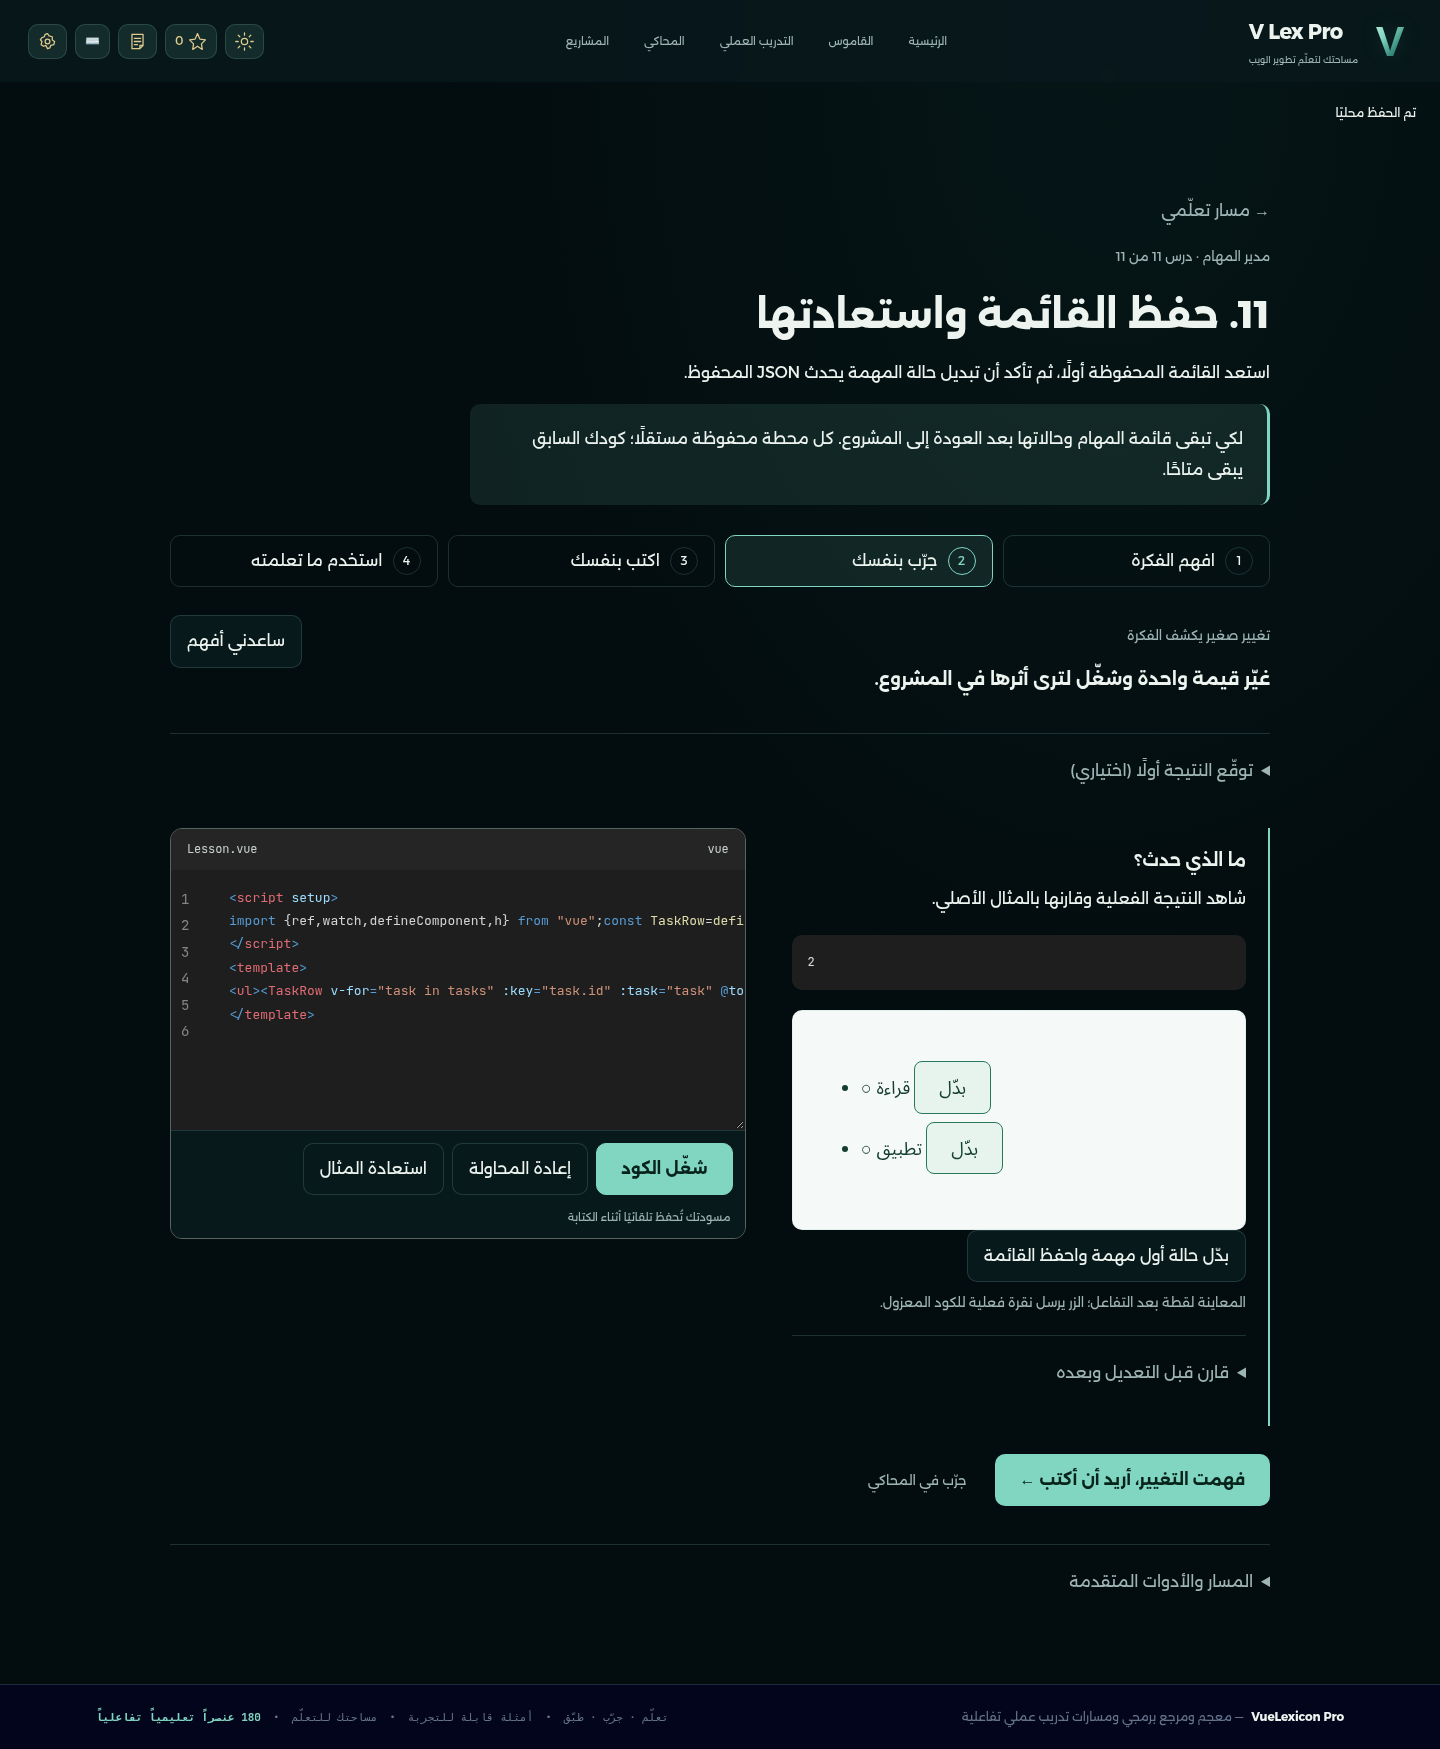 V
V Lex Pro
مساحتك لتعلّم تطوير الويب
الرئيسية
القاموس
التدريب العملي
المحاكي
المشاريع
0
تم الحفظ محليًا
→ مسار تعلّمي
مدير المهام · درس 11 من 11
11. حفظ القائمة واستعادتها
استعد القائمة المحفوظة أولًا، ثم تأكد أن تبديل حالة المهمة يحدث JSON المحفوظ.
لكي تبقى قائمة المهام وحالاتها بعد العودة إلى المشروع. كل محطة محفوظة مستقلًا؛ كودك السابق
يبقى متاحًا.
1 افهم الفكرة
2 جرّب بنفسك
3 اكتب بنفسك
4 استخدم ما تعلمته
تغيير صغير يكشف الفكرة
غيّر قيمة واحدة وشغّل لترى أثرها في المشروع.
ساعدني أفهم
توقّع النتيجة أولًا (اختياري)
ما الذي حدث؟
شاهد النتيجة الفعلية وقارنها بالمثال الأصلي.
2
○ قراءة بدّل
○ تطبيق بدّل
بدّل حالة أول مهمة واحفظ القائمة
المعاينة لقطة بعد التفاعل؛ الزر يرسل نقرة فعلية للكود المعزول.
قارن قبل التعديل وبعده
Lesson.vue
vue
1 <script setup>
2 import {ref,watch,defineComponent,h} from "vue";const TaskRow=defi
3 </script>
4 <template>
5 <ul><TaskRow v-for="task in tasks" :key="task.id" :task="task" @to
6 </template>
شغّل الكود
إعادة المحاولة
استعادة المثال
مسودتك تُحفظ تلقائيًا أثناء الكتابة
فهمت التغيير، أريد أن أكتب ←
جرّب في المحاكي
المسار والأدوات المتقدمة
VueLexicon Pro — معجم ومرجع برمجي ومسارات تدريب عملي تفاعلية
تعلّم · جرّب · طبّق • أمثلة قابلة للتجربة • مساحتك للتعلّم • 180 عنصراً تعليمياً تفاعلياً